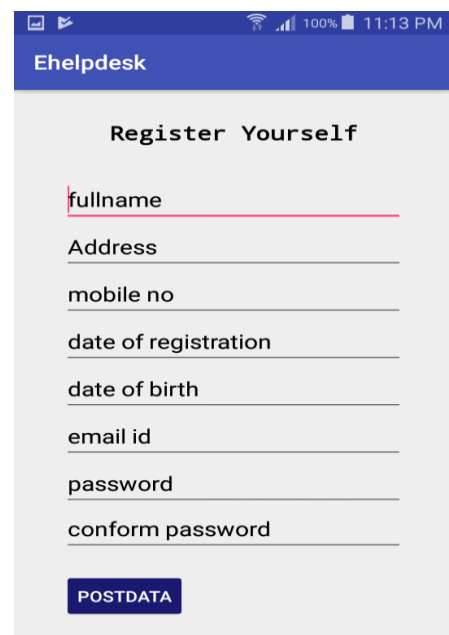 100% 11:13 PM
Ehelpdesk
Register Yourself
fullname
Address
mobile no
date of registration
date of birth
email id
password
conform password
POSTDATA